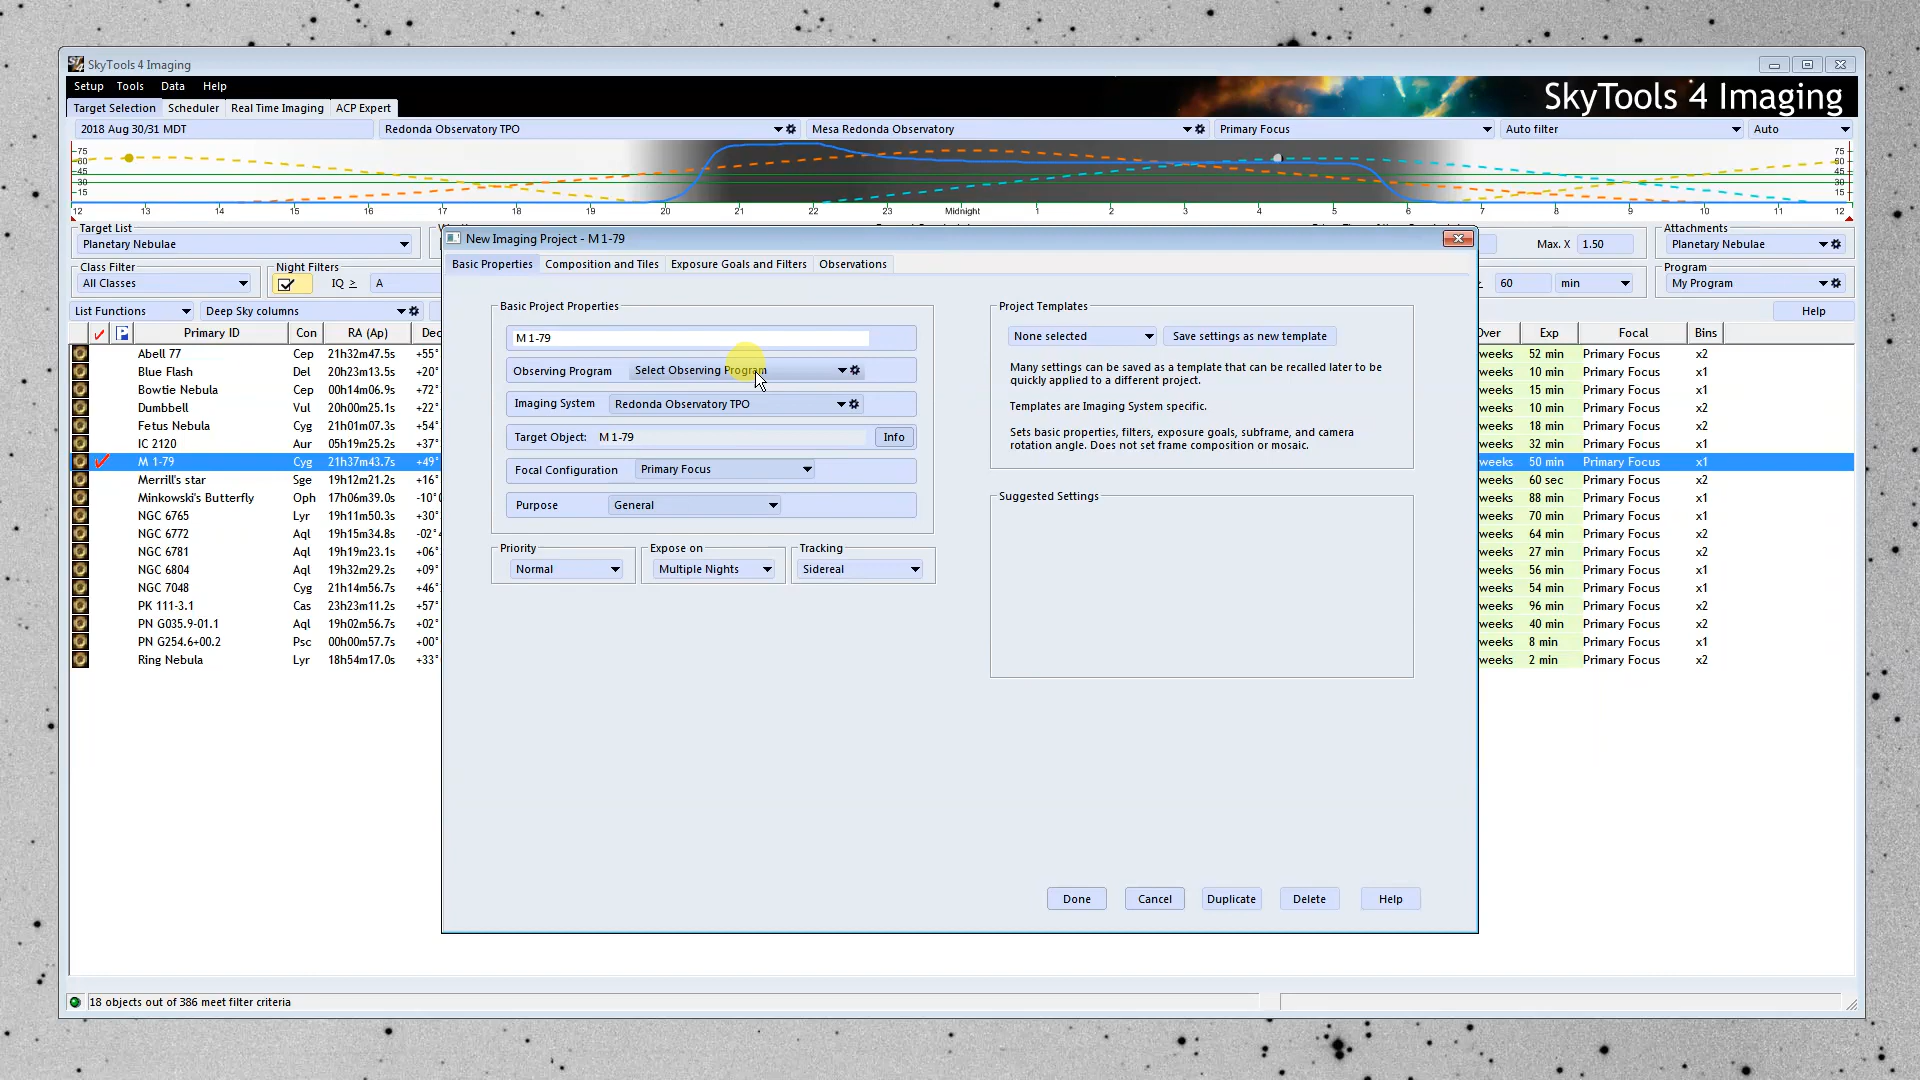 SkyTools 4 Imaging
Setup Tools Data Help
SkyTools 4 Imaging
Target Selection Scheduler Real Time Imaging ACP Expert
2018 Aug 30/31 MDT Redonda Observatory TPO Mesa Redonda Observatory Primary Focus Auto filter Auto
75 75
60 60
45 45
30 30
15 15
12 13 14 15 16 17 18 19 20 21 22 23 Midnight 1 2 3 4 5 6 7 8 9 10 11 12
Target List Attachments
Planetary Nebulae Max. X 1.50 Planetary Nebulae
Class Filter Night Filters Program
All Classes IQ > A 60 min My Program
List Functions Deep Sky columns Help
Primary ID Con RA (Ap) Dec Over Exp Focal Bins
Abell 77 Cep 21h32m47.5s +55° weeks 52 min Primary Focus x2
Blue Flash Del 20h23m13.5s +20° weeks 10 min Primary Focus x1
Bowtie Nebula Cep 00h14m06.9s +72° weeks 15 min Primary Focus x1
Dumbbell Vul 20h00m25.1s +22° weeks 10 min Primary Focus x2
Fetus Nebula Cyg 21h01m07.3s +54° weeks 18 min Primary Focus x2
IC 2120 Aur 05h19m25.2s +37° weeks 32 min Primary Focus x1
M 1-79 Cyg 21h37m43.7s +49° weeks 50 min Primary Focus x1
Merrill's star Sge 19h12m21.2s +16° weeks 60 sec Primary Focus x2
Minkowski's Butterfly Oph 17h06m39.0s -10° weeks 88 min Primary Focus x1
NGC 6765 Lyr 19h11m50.3s +30° weeks 70 min Primary Focus x1
NGC 6772 Aql 19h15m34.8s -02° weeks 64 min Primary Focus x2
NGC 6781 Aql 19h19m23.1s +06° weeks 27 min Primary Focus x2
NGC 6804 Aql 19h32m29.2s +09° weeks 56 min Primary Focus x1
NGC 7048 Cyg 21h14m56.7s +46° weeks 54 min Primary Focus x1
PK 111-3.1 Cas 23h23m11.2s +57° weeks 96 min Primary Focus x2
PN G035.9-01.1 Aql 19h02m56.7s +02° weeks 40 min Primary Focus x2
PN G254.6+00.2 Psc 00h00m57.7s +00° weeks 8 min Primary Focus x1
Ring Nebula Lyr 18h54m17.0s +33° weeks 2 min Primary Focus x2
New Imaging Project - M 1-79
Basic Properties Composition and Tiles Exposure Goals and Filters Observations
Basic Project Properties
M 1-79
Observing Program Select Observing Program
Imaging System Redonda Observatory TPO
Target Object: M 1-79 Info
Focal Configuration Primary Focus
Purpose General
Priority Expose on Tracking
Normal Multiple Nights Sidereal
Project Templates
None selected Save settings as new template
Many settings can be saved as a template that can be recalled later to be
quickly applied to a different project.
Templates are Imaging System specific.
Sets basic properties, filters, exposure goals, subframe, and camera
rotation angle. Does not set frame composition or mosaic.
Suggested Settings
Done Cancel Duplicate Delete Help
18 objects out of 386 meet filter criteria